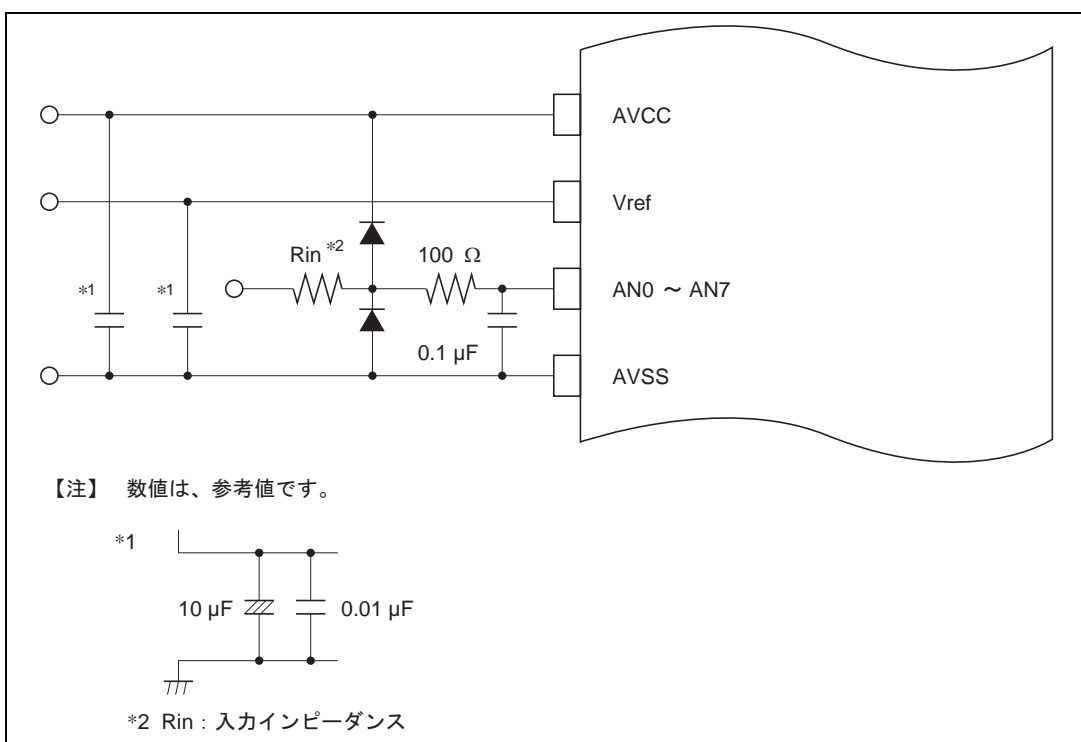 AVCC
Vref
Rin *2
100 Ω
*1
*1
AN0 ～ AN7
0.1 μF
AVSS
【注】 数値は、参考値です。
*1
10 μF
0.01 μF
*2 Rin : 入力インピーダンス